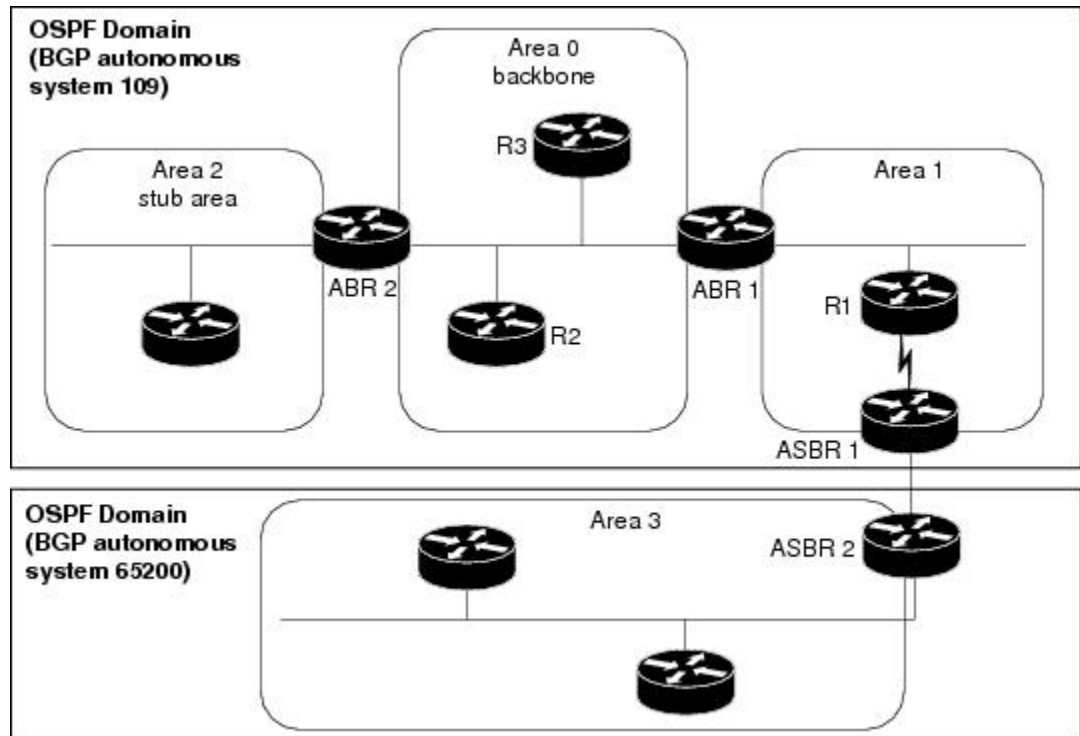 OSPF Domain
(BGP autonomous
system 109)
Area 0
backbone
R3
Area 2
stub area
Area 1
ABR 2
ABR 1
R1
R2
ASBR 1
OSPF Domain
(BGP autonomous
system 65200)
Area 3
ASBR 2